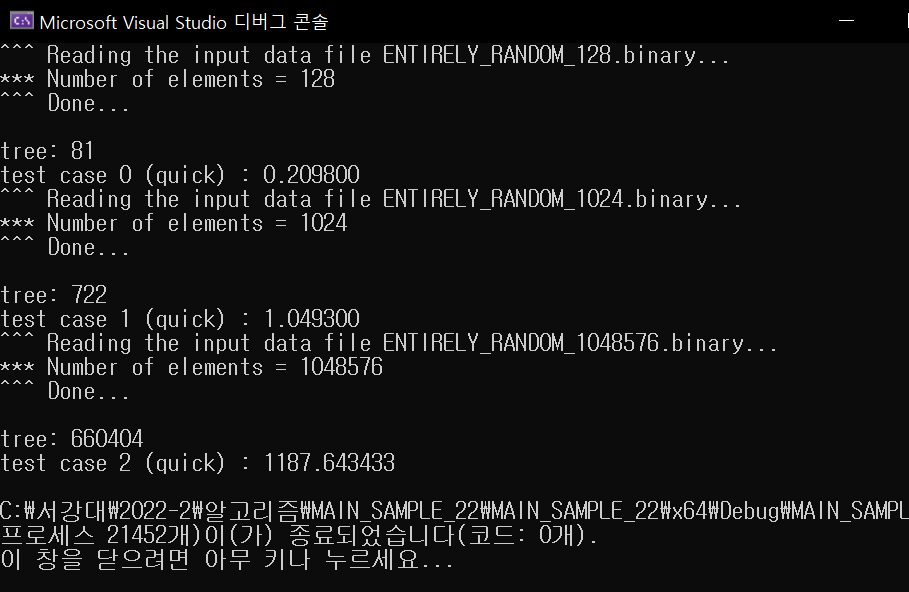 Microsoft Visual Studio 디버그 콘솔
^^^ Reading the input data file ENTIRELY_RANDOM_128.binary...
*** Number of elements = 128
^^^ Done...
tree: 81
test case 0 (quick) : 0.209800
^^^ Reading the input data file ENTIRELY_RANDOM_1024.binary...
*** Number of elements = 1024
^^^ Done...
tree: 722
test case 1 (quick) : 1.049300
^^^ Reading the input data file ENTIRELY_RANDOM_1048576.binary...
*** Number of elements = 1048576
^^^ Done...
tree: 660404
test case 2 (quick) : 1187.643433
C:₩서강대₩2022-2₩알고리즘₩MAIN_SAMPLE_22₩MAIN_SAMPLE_22₩x64₩Debug₩MAIN_SAMPL
프로세스 21452개)이(가) 종료되었습니다(코드: 0개).
이 창을 닫으려면 아무 키나 누르세요...